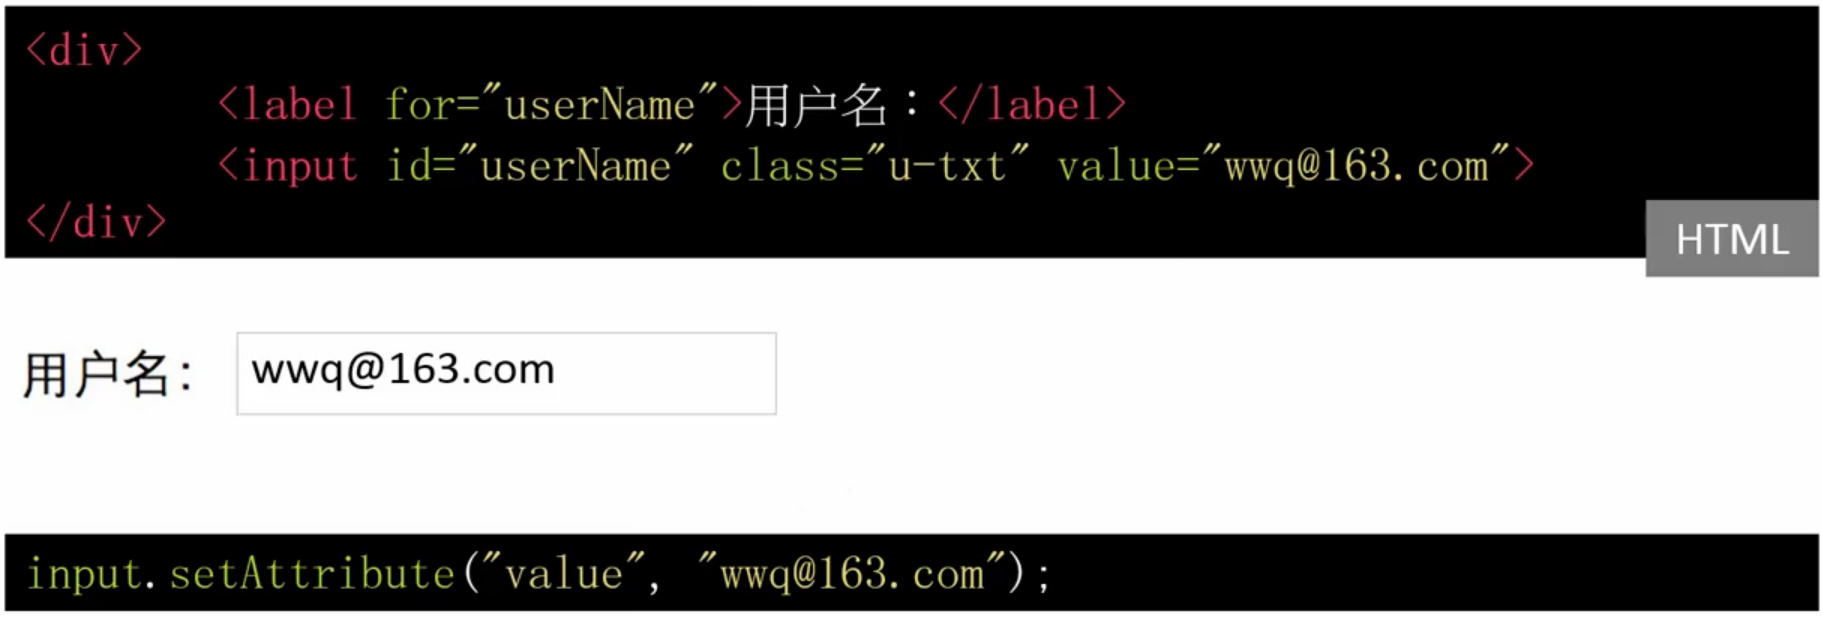 <div>
<label for="userName">用户名：</label>
<input id="userName" class="u-txt" value="wwq@163.com">
</div>
HTML
用户名： wwq@163.com
input.setAttribute("value", "wwq@163.com");